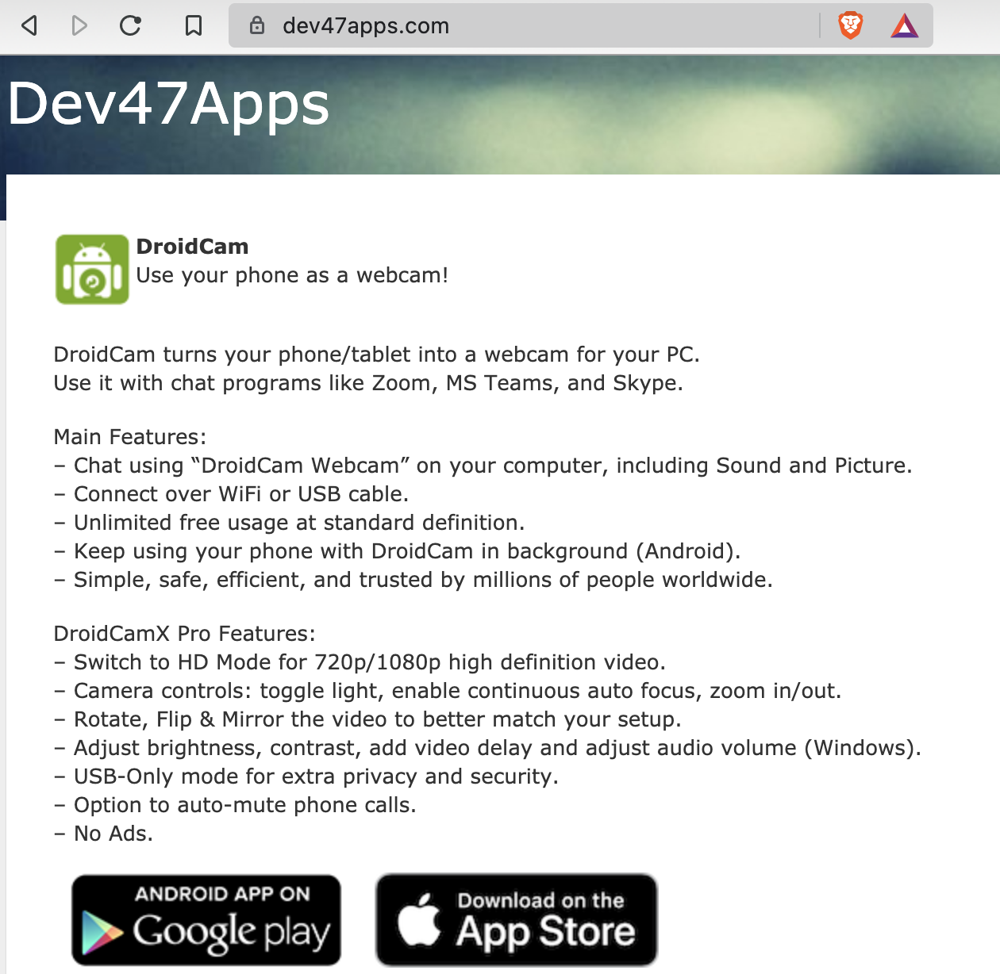 dev47apps.com
Dev47Apps
DroidCam
Use your phone as a webcam!
DroidCam turns your phone/tablet into a webcam for your PC.
Use it with chat programs like Zoom, MS Teams, and Skype.
Main Features:
– Chat using “DroidCam Webcam” on your computer, including Sound and Picture.
– Connect over WiFi or USB cable.
– Unlimited free usage at standard definition.
– Keep using your phone with DroidCam in background (Android).
– Simple, safe, efficient, and trusted by millions of people worldwide.
DroidCamX Pro Features:
– Switch to HD Mode for 720p/1080p high definition video.
– Camera controls: toggle light, enable continuous auto focus, zoom in/out.
– Rotate, Flip & Mirror the video to better match your setup.
– Adjust brightness, contrast, add video delay and adjust audio volume (Windows).
– USB-Only mode for extra privacy and security.
– Option to auto-mute phone calls.
– No Ads.
ANDROID APP ON
Google play
Download on the
App Store